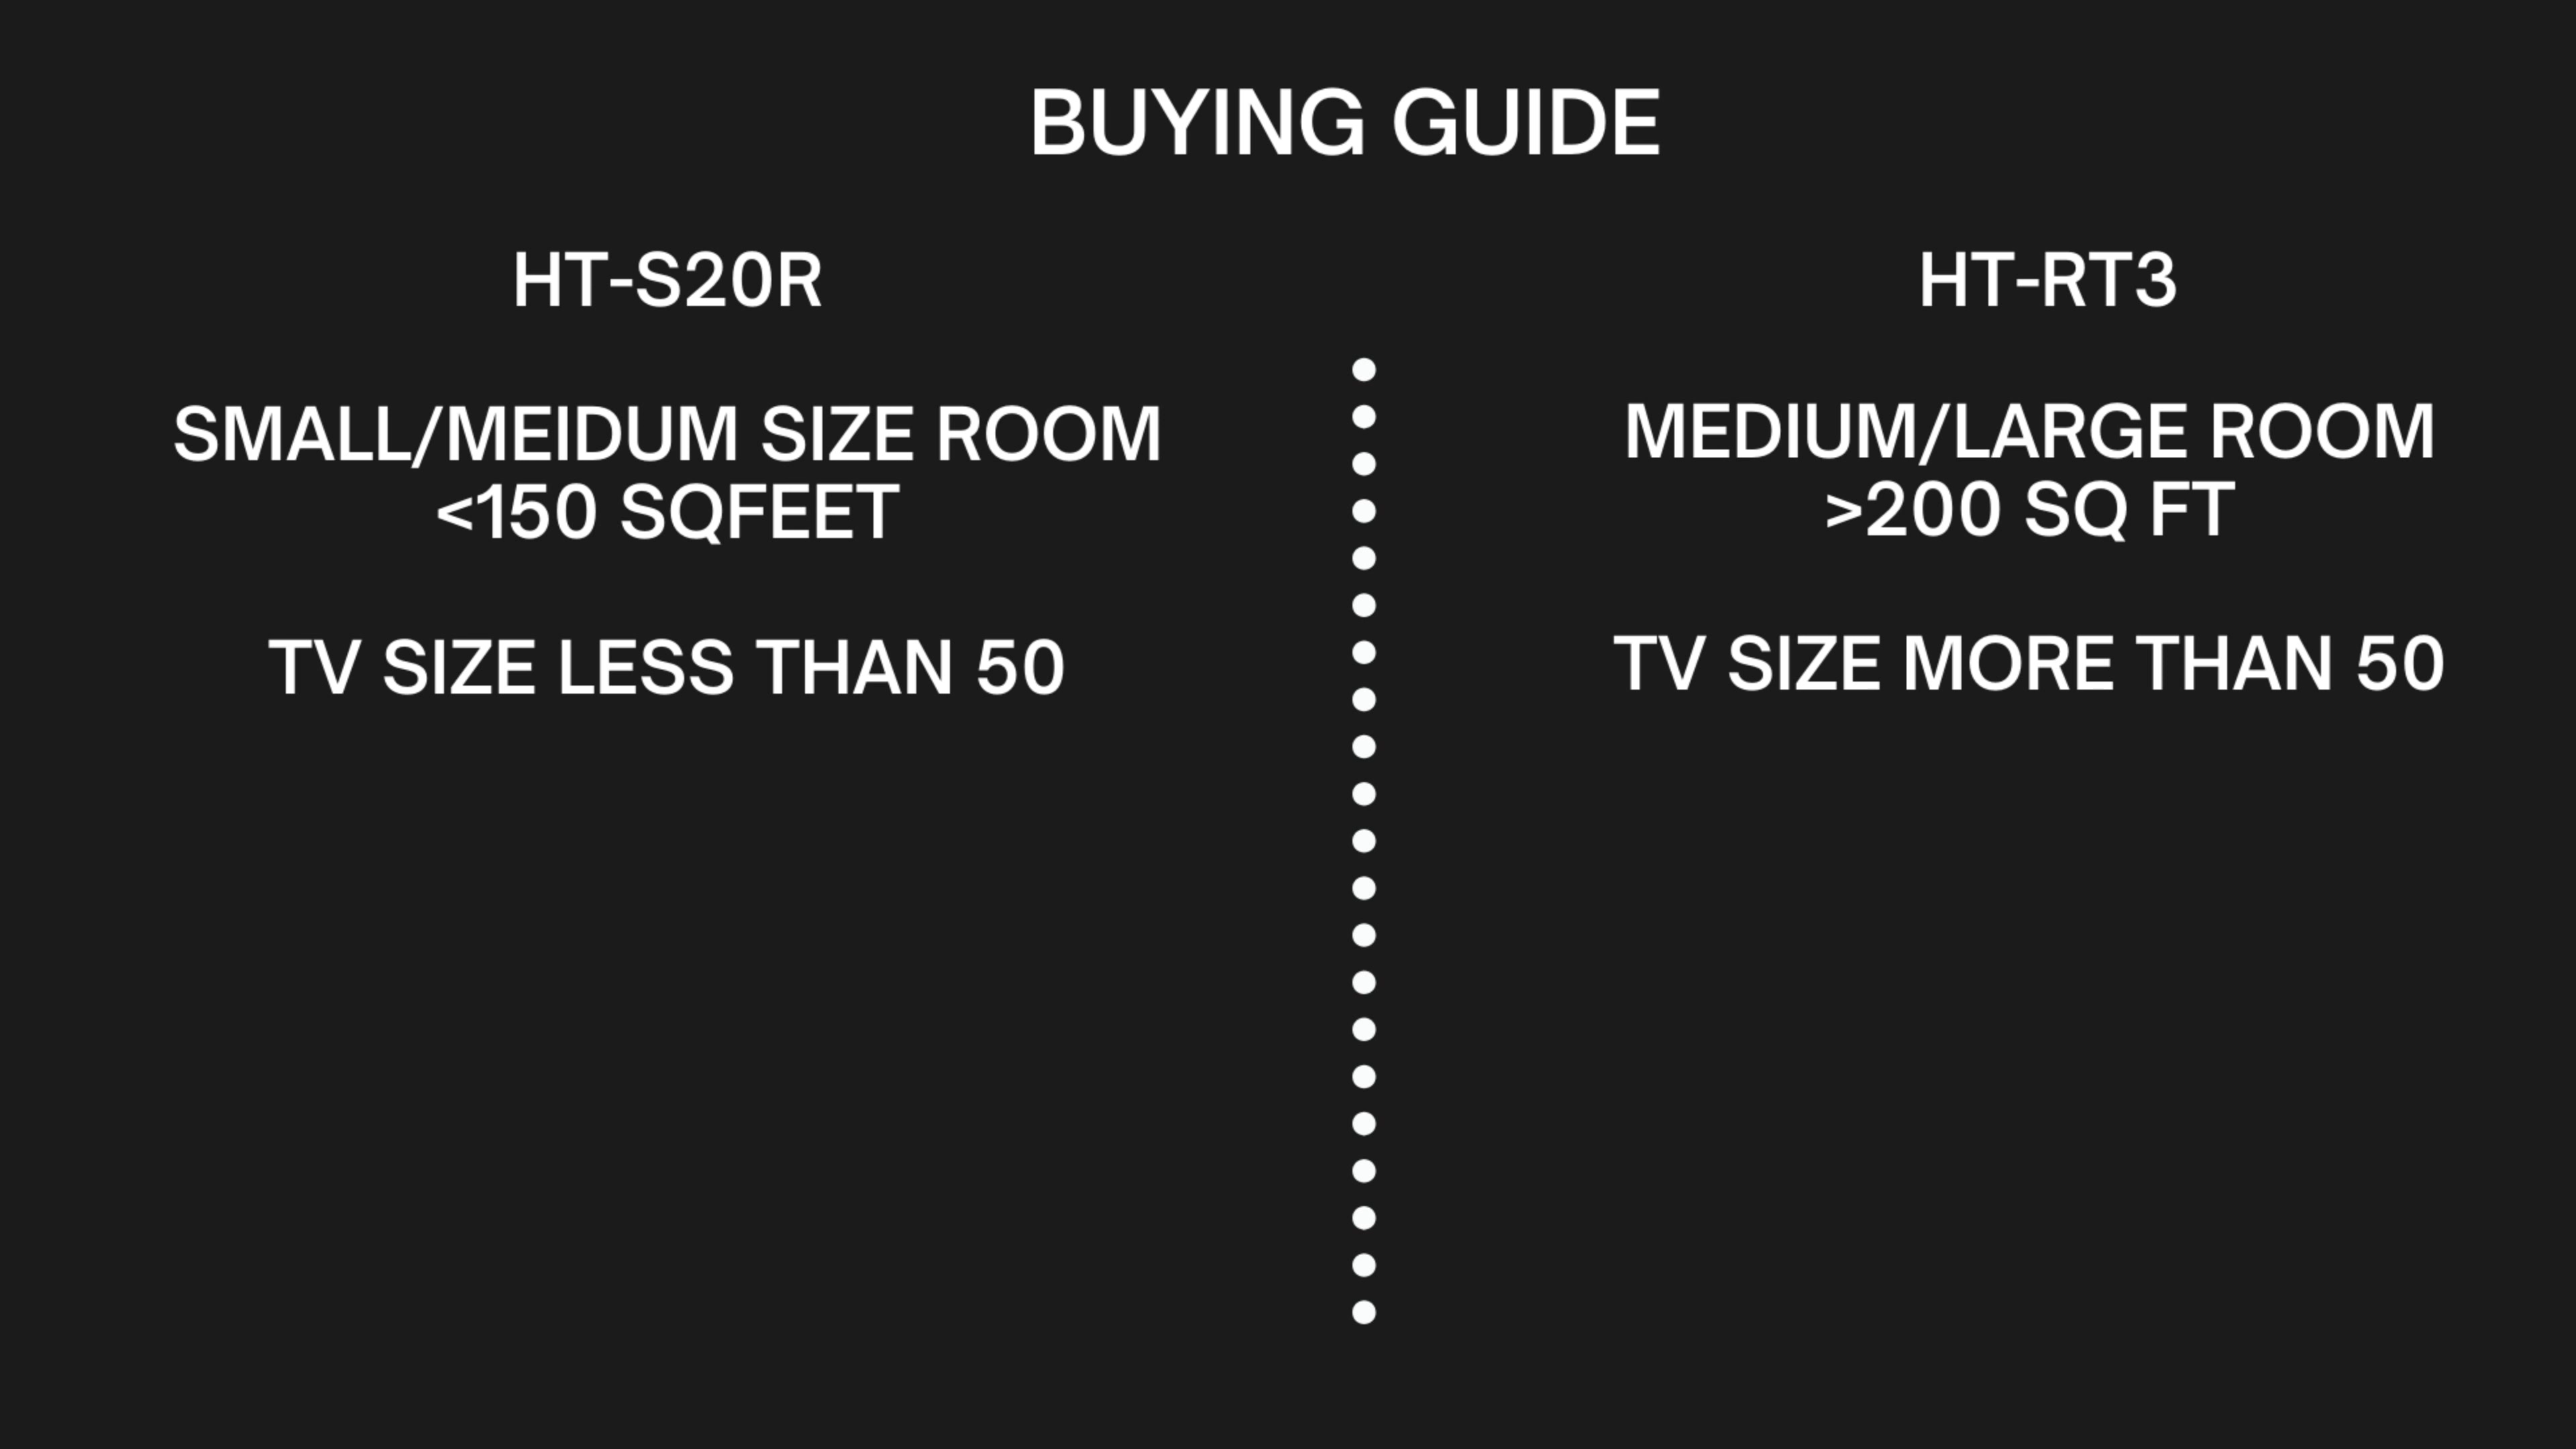 BUYING GUIDE
HT-S20R
SMALL/MEIDUM SIZE ROOM
<150 SQFEET
TV SIZE LESS THAN 50
HT-RT3
MEDIUM/LARGE ROOM
>200 SQ FT
TV SIZE MORE THAN 50